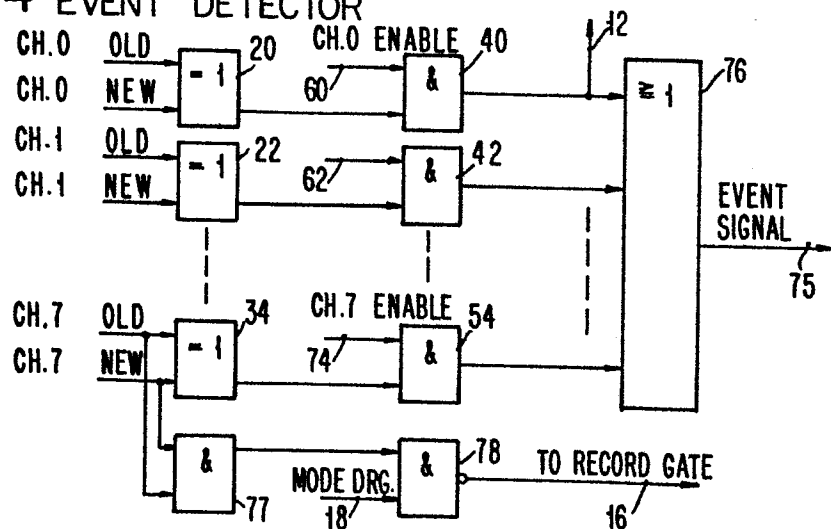 4 EVENT DETECTOR
CH.0 OLD
CH.0 NEW
= 1
20
CH.0 ENABLE
60
&
40
12
≥ 1
76
CH.1 OLD
CH.1 NEW
= 1
22
62
&
42
EVENT
SIGNAL
75
CH.7 OLD
CH.7 NEW
= 1
34
CH.7 ENABLE
74
&
54
&
77
MODE DRG.
18
&
78
TO RECORD GATE
16